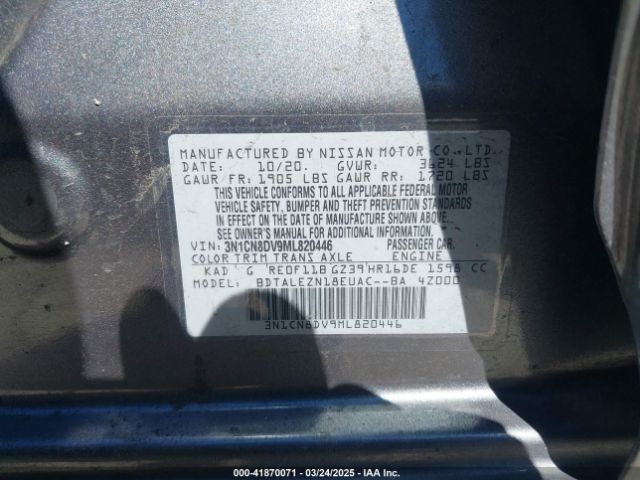 MANUFACTURED BY NISSAN MOTOR CO., LTD.
DATE: 10/20. GVWR: 3624 LBS
GAWR FR: 1905 LBS GAWR RR: 1720 LBS
THIS VEHICLE CONFORMS TO ALL APPLICABLE FEDERAL MOTOR
VEHICLE SAFETY, BUMPER AND THEFT PREVENTION STANDARDS
IN EFFECT ON THE DATE OF MANUFACTURE SHOWN ABOVE.
SEE OWNER'S MANUAL FOR ADDITIONAL INFORMATION.
VIN: 3N1CN8DV9ML820446 PASSENGER CAR.
COLOR TRIM TRANS AXLE ENGINE
KAD G RE0F11B GZ39 HR16DE 1598 CC
MODEL: BDTALEZN18EUAC--BA 4Z000
3N1CN8DV9ML820446
000-41870071 | 03/24/2025 | IAA Inc.